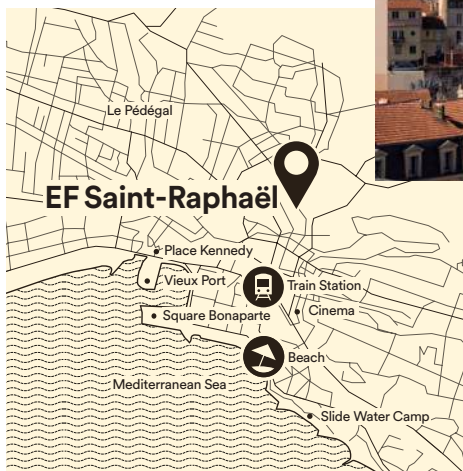 Le Pédégal
EF Saint-Raphaël
Place Kennedy
Vieux Port
Train Station
Square Bonaparte
Cinema
Beach
Mediterranean Sea
Slide Water Camp